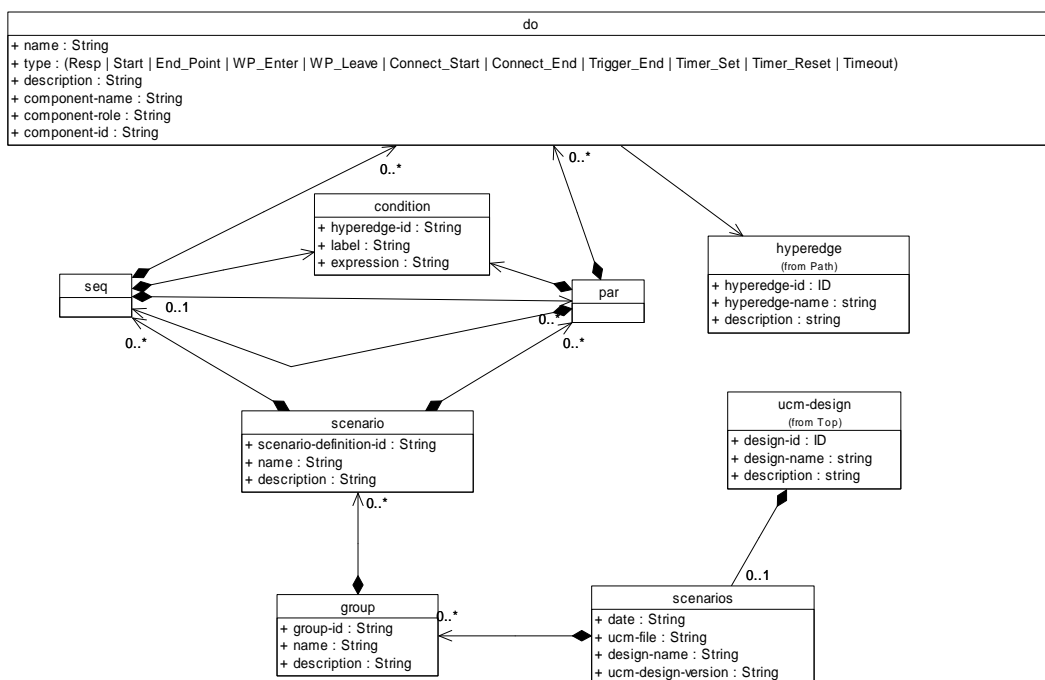 do
+ name : String
+ type : (Resp | Start | End_Point | WP_Enter | WP_Leave | Connect_Start | Connect_End | Trigger_End | Timer_Set | Timer_Reset | Timeout)
+ description : String
+ component-name : String
+ component-role : String
+ component-id : String
0..*
0..*
condition
+ hyperedge-id : String
+ label : String
+ expression : String
hyperedge
(from Path)
+ hyperedge-id : ID
+ hyperedge-name : string
+ description : string
seq
par
0..1
0..*
0..*
0..*
scenario
+ scenario-definition-id : String
+ name : String
+ description : String
ucm-design
(from Top)
+ design-id : ID
+ design-name : string
+ description : string
0..*
0..1
group
+ group-id : String
+ name : String
+ description : String
0..*
scenarios
+ date : String
+ ucm-file : String
+ design-name : String
+ ucm-design-version : String